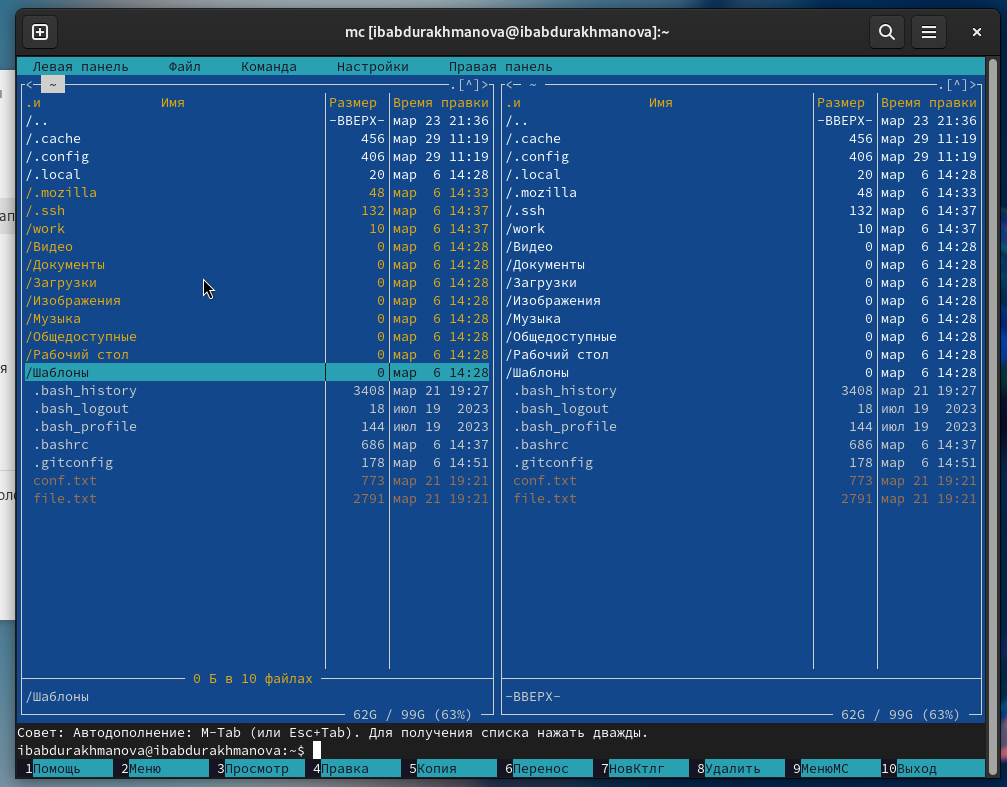 mc [ibabdurakhmanova@ibabdurakhmanova]:~
Левая панель Файл Команда Настройки Правая панель
<─ ~ .[^]>
.и Имя Размер Время правки
/.. -ВВЕРХ- мар 23 21:36
/.cache 456 мар 29 11:19
/.config 406 мар 29 11:19
/.local 20 мар 6 14:28
/.mozilla 48 мар 6 14:33
/.ssh 132 мар 6 14:37
/work 10 мар 6 14:37
/Видео 0 мар 6 14:28
/Документы 0 мар 6 14:28
/Загрузки 0 мар 6 14:28
/Изображения 0 мар 6 14:28
/Музыка 0 мар 6 14:28
/Общедоступные 0 мар 6 14:28
/Рабочий стол 0 мар 6 14:28
/Шаблоны 0 мар 6 14:28
.bash_history 3408 мар 21 19:27
.bash_logout 18 июл 19 2023
.bash_profile 144 июл 19 2023
.bashrc 686 мар 6 14:37
.gitconfig 178 мар 6 14:51
conf.txt 773 мар 21 19:21
file.txt 2791 мар 21 19:21
0 Б в 10 файлах
/Шаблоны
62G / 99G (63%)
<─ ~ .[^]>
.и Имя Размер Время правки
/.. -ВВЕРХ- мар 23 21:36
/.cache 456 мар 29 11:19
/.config 406 мар 29 11:19
/.local 20 мар 6 14:28
/.mozilla 48 мар 6 14:33
/.ssh 132 мар 6 14:37
/work 10 мар 6 14:37
/Видео 0 мар 6 14:28
/Документы 0 мар 6 14:28
/Загрузки 0 мар 6 14:28
/Изображения 0 мар 6 14:28
/Музыка 0 мар 6 14:28
/Общедоступные 0 мар 6 14:28
/Рабочий стол 0 мар 6 14:28
/Шаблоны 0 мар 6 14:28
.bash_history 3408 мар 21 19:27
.bash_logout 18 июл 19 2023
.bash_profile 144 июл 19 2023
.bashrc 686 мар 6 14:37
.gitconfig 178 мар 6 14:51
conf.txt 773 мар 21 19:21
file.txt 2791 мар 21 19:21
-ВВЕРХ-
62G / 99G (63%)
Совет: Автодополнение: M-Tab (или Esc+Tab). Для получения списка нажать дважды.
ibabdurakhmanova@ibabdurakhmanova:~$
1Помощь 2Меню 3Просмотр 4Правка 5Копия 6Перенос 7НовКтлг 8Удалить 9МенюМС 10Выход